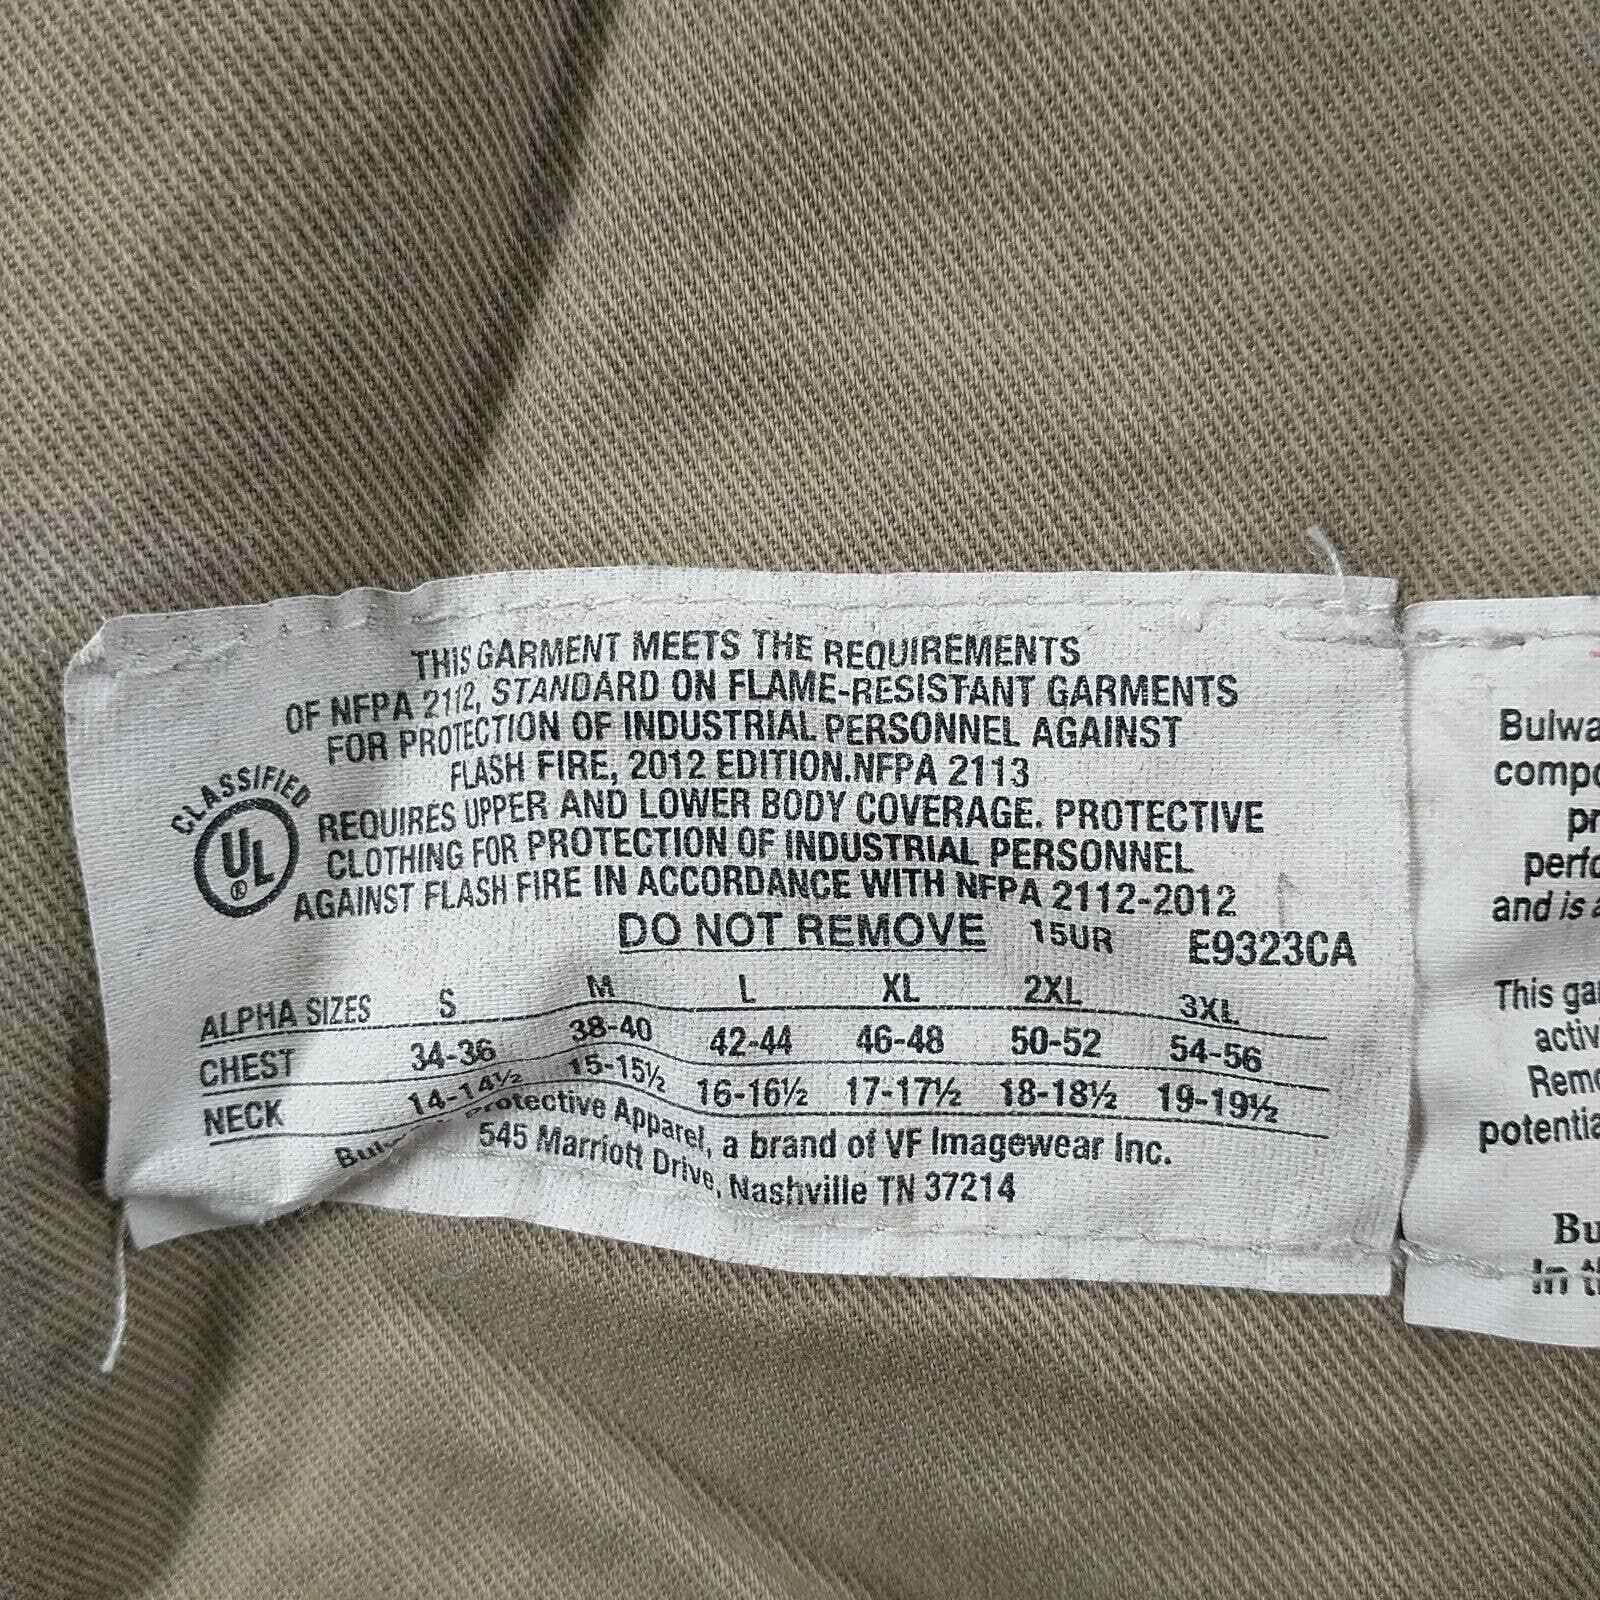 THIS GARMENT MEETS THE REQUIREMENTS
OF NFPA 2112, STANDARD ON FLAME-RESISTANT GARMENTS
FOR PROTECTION OF INDUSTRIAL PERSONNEL AGAINST
FLASH FIRE, 2012 EDITION.NFPA 2113
REQUIRES UPPER AND LOWER BODY COVERAGE. PROTECTIVE
CLOTHING FOR PROTECTION OF INDUSTRIAL PERSONNEL
AGAINST FLASH FIRE IN ACCORDANCE WITH NFPA 2112-2012
CLASSIFIED
UL
®
DO NOT REMOVE 15UR E9323CA
ALPHA SIZES S M L XL 2XL 3XL
CHEST 34-36 38-40 42-44 46-48 50-52 54-56
NECK 14-14½ 15-15½ 16-16½ 17-17½ 18-18½ 19-19½
Protective Apparel, a brand of VF Imagewear Inc.
545 Marriott Drive, Nashville TN 37214
Bulwa
compo
pr
perfo
and is a
This ga
activi
Remo
potentia
Bu
In th